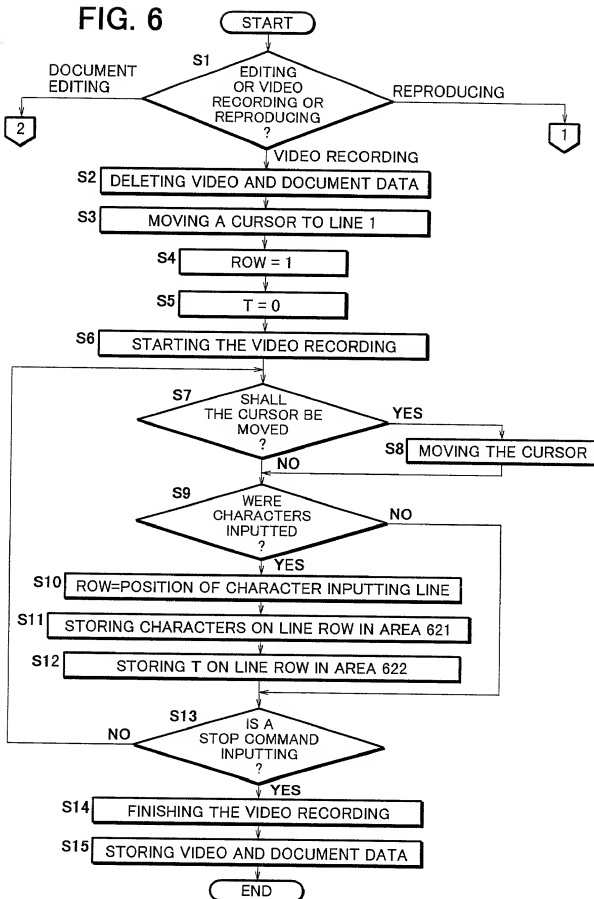 FIG. 6
START
S1
EDITING
OR VIDEO
RECORDING OR
REPRODUCING
?
DOCUMENT
EDITING
REPRODUCING
2
1
VIDEO RECORDING
S2 DELETING VIDEO AND DOCUMENT DATA
S3 MOVING A CURSOR TO LINE 1
S4 ROW = 1
S5 T = 0
S6 STARTING THE VIDEO RECORDING
S7
SHALL
THE CURSOR BE
MOVED
?
YES
S8 MOVING THE CURSOR
NO
S9
WERE
CHARACTERS
INPUTTED
?
NO
YES
S10 ROW=POSITION OF CHARACTER INPUTTING LINE
S11 STORING CHARACTERS ON LINE ROW IN AREA 621
S12 STORING T ON LINE ROW IN AREA 622
S13
IS A
STOP COMMAND
INPUTTING
?
NO
YES
S14 FINISHING THE VIDEO RECORDING
S15 STORING VIDEO AND DOCUMENT DATA
END